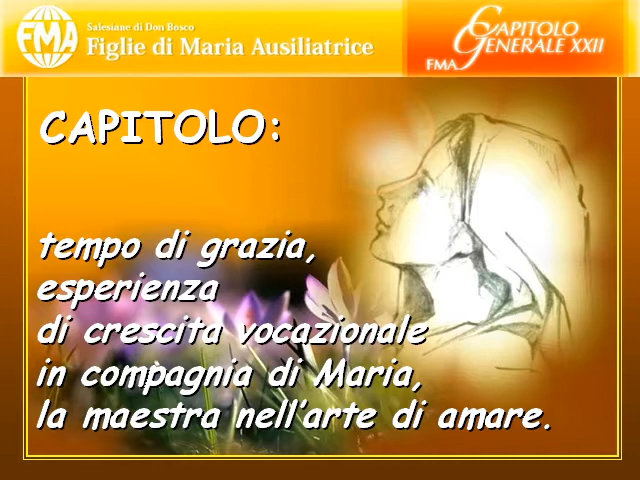 FMA
Salesiane di Don Bosco
Figlie di Maria Ausiliatrice
CAPITOLO
GENERALE XXII
FMA
CAPITOLO:
tempo di grazia,
esperienza
di crescita vocazionale
in compagnia di Maria,
la maestra nell'arte di amare.